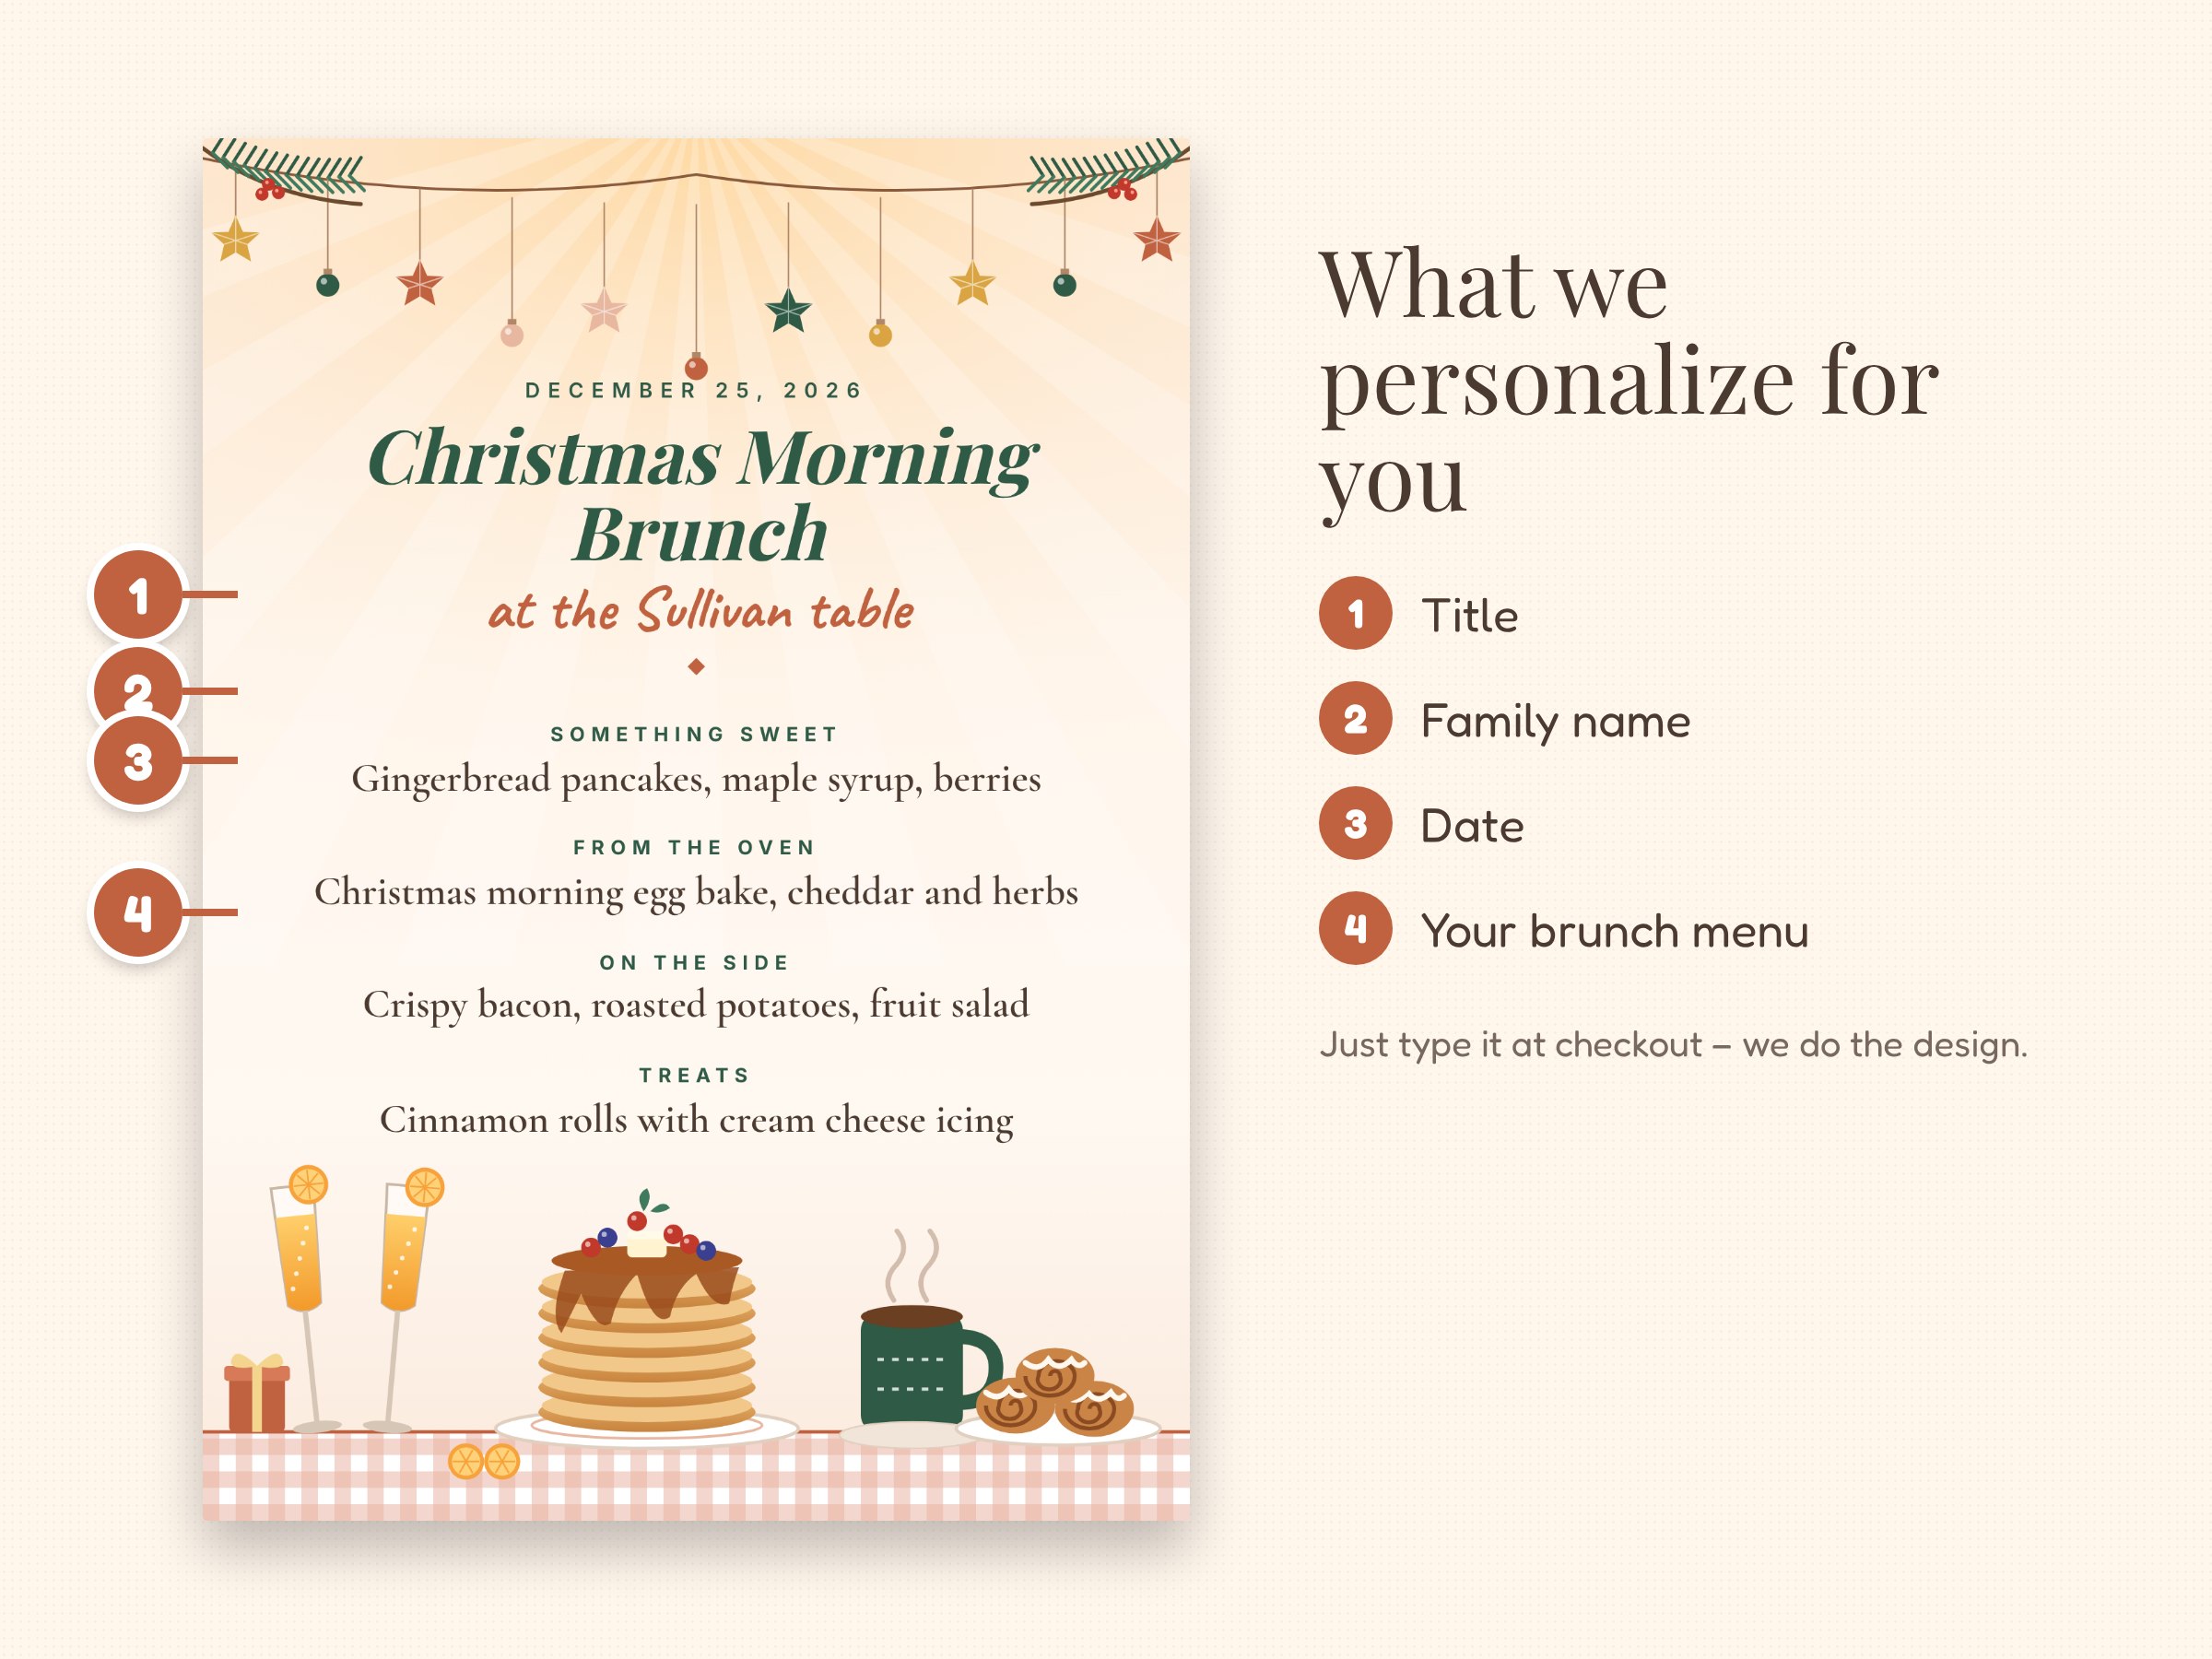 DECEMBER 25, 2026
Christmas Morning
Brunch
at the Sullivan table
SOMETHING SWEET
Gingerbread pancakes, maple syrup, berries
FROM THE OVEN
Christmas morning egg bake, cheddar and herbs
ON THE SIDE
Crispy bacon, roasted potatoes, fruit salad
TREATS
Cinnamon rolls with cream cheese icing
1
2
3
4
What we
personalize for
you
1 Title
2 Family name
3 Date
4 Your brunch menu
Just type it at checkout – we do the design.